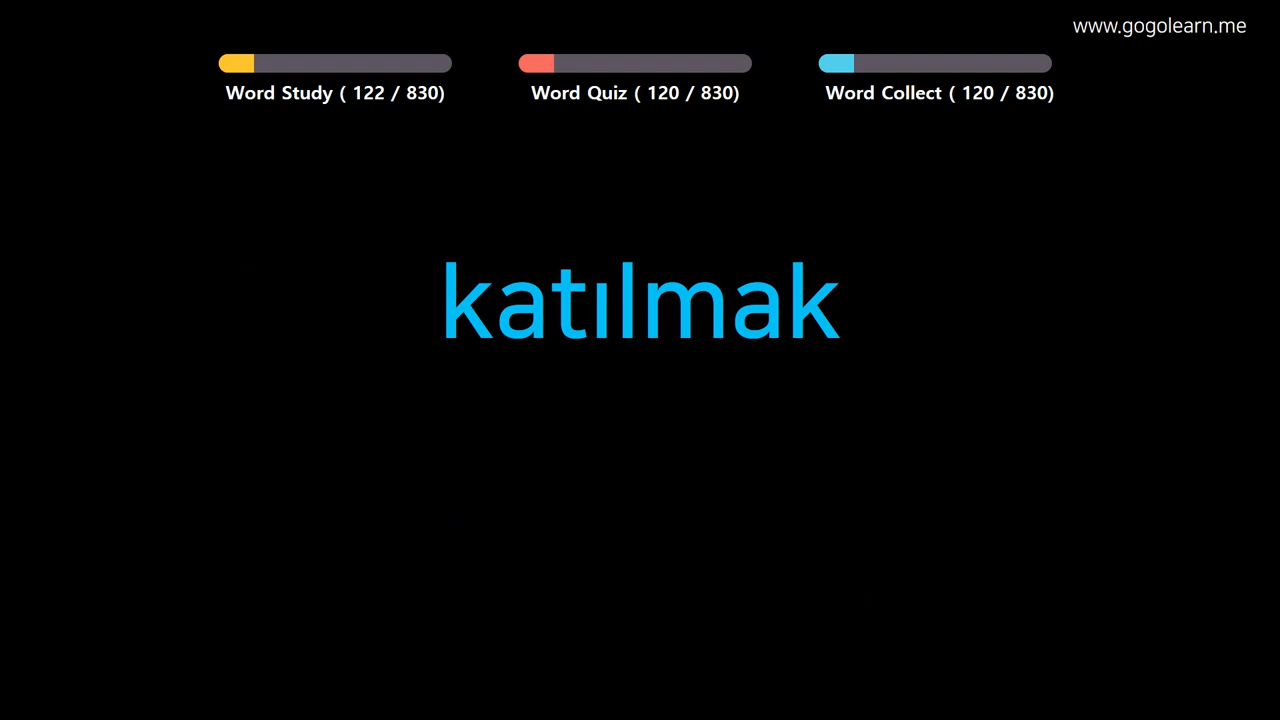 www.gogolearn.me
Word Study ( 122 / 830)
Word Quiz ( 120 / 830)
Word Collect ( 120 / 830)
katılmak